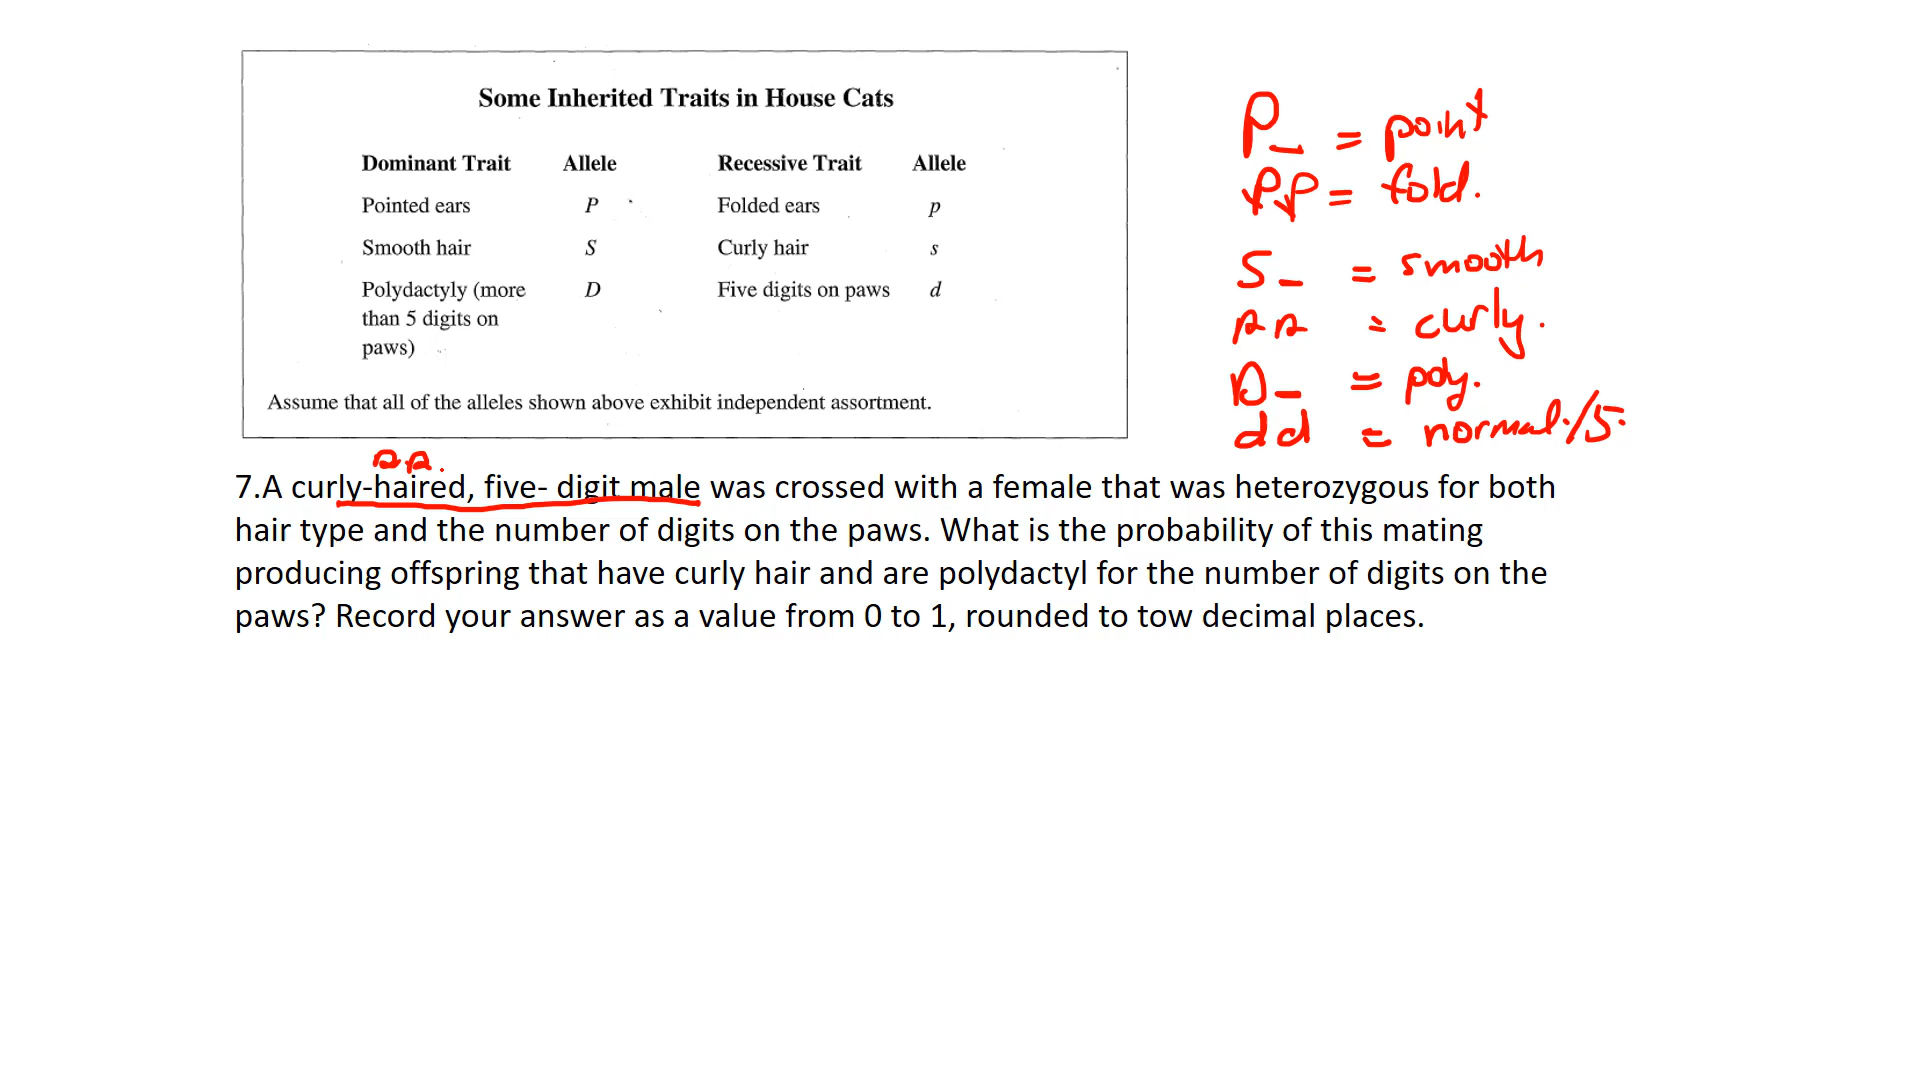 Some Inherited Traits in House Cats
Dominant Trait Allele Recessive Trait Allele
Pointed ears P Folded ears p
Smooth hair S Curly hair s
Polydactyly (more D Five digits on paws d
than 5 digits on
paws)
Assume that all of the alleles shown above exhibit independent assortment.
P_ = point
pp = fold.
S_ = smooth
ss = curly.
D_ = poly.
dd = normal./5.
ss.
7.A curly-haired, five- digit male was crossed with a female that was heterozygous for both
hair type and the number of digits on the paws. What is the probability of this mating
producing offspring that have curly hair and are polydactyl for the number of digits on the
paws? Record your answer as a value from 0 to 1, rounded to tow decimal places.